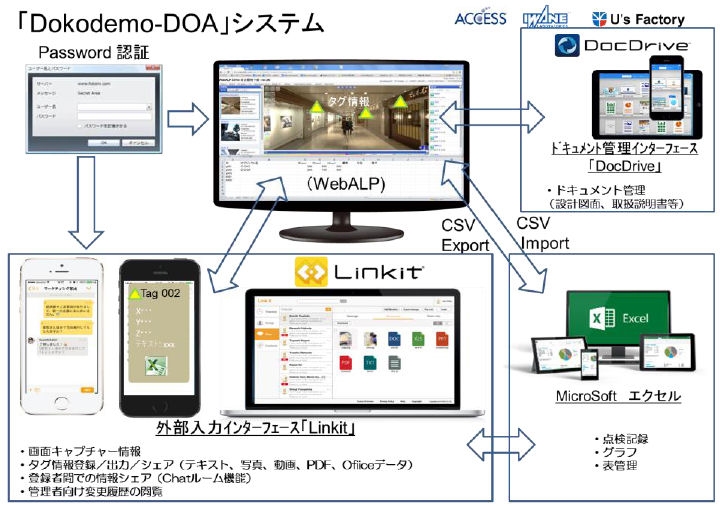 「Dokodemo-DOA」システム
ACCESS
IWANE
LABORATORIES
U's Factory
Password 認証
ユーザー名とパスワード
サーバー www.fotoro.com
メッセージ Secret Area
ユーザー名
パスワード
パスワードを記憶する
OK キャンセル
タグ情報
(WebALP)
DocDrive
ドキュメント管理インターフェース
「DocDrive」
・ドキュメント管理
（設計図面、取扱説明書等）
CSV
Export
CSV
Import
Linkit
Tag 002
X・・・
Y・・・
Z・・・
テキスト：xxx
DOC
XLS
PPT
PDF
TXT
外部入力インターフェース「Linkit」
・画面キャプチャー情報
・タグ情報登録／出力／シェア（テキスト、写真、動画、PDF、Ofiiceデータ）
・登録者間での情報シェア（Chatルーム機能）
・管理者向け変更履歴の閲覧
Excel
MicroSoft エクセル
・点検記録
・グラフ
・表管理